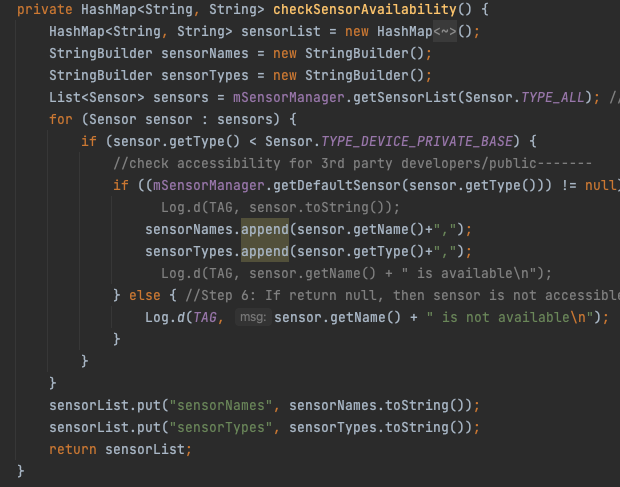 private HashMap<String, String> checkSensorAvailability() {
    HashMap<String, String> sensorList = new HashMap<~>();
    StringBuilder sensorNames = new StringBuilder();
    StringBuilder sensorTypes = new StringBuilder();
    List<Sensor> sensors = mSensorManager.getSensorList(Sensor.TYPE_ALL); //
    for (Sensor sensor : sensors) {
        if (sensor.getType() < Sensor.TYPE_DEVICE_PRIVATE_BASE) {
            //check accessibility for 3rd party developers/public-------
            if ((mSensorManager.getDefaultSensor(sensor.getType())) != null)
                  Log.d(TAG, sensor.toString());
                sensorNames.append(sensor.getName()+",");
                sensorTypes.append(sensor.getType()+",");
                  Log.d(TAG, sensor.getName() + " is available\n");
            } else { //Step 6: If return null, then sensor is not accessible
                Log.d(TAG, msg: sensor.getName() + " is not available\n");
            }
        }
    }
    sensorList.put("sensorNames", sensorNames.toString());
    sensorList.put("sensorTypes", sensorTypes.toString());
    return sensorList;
}